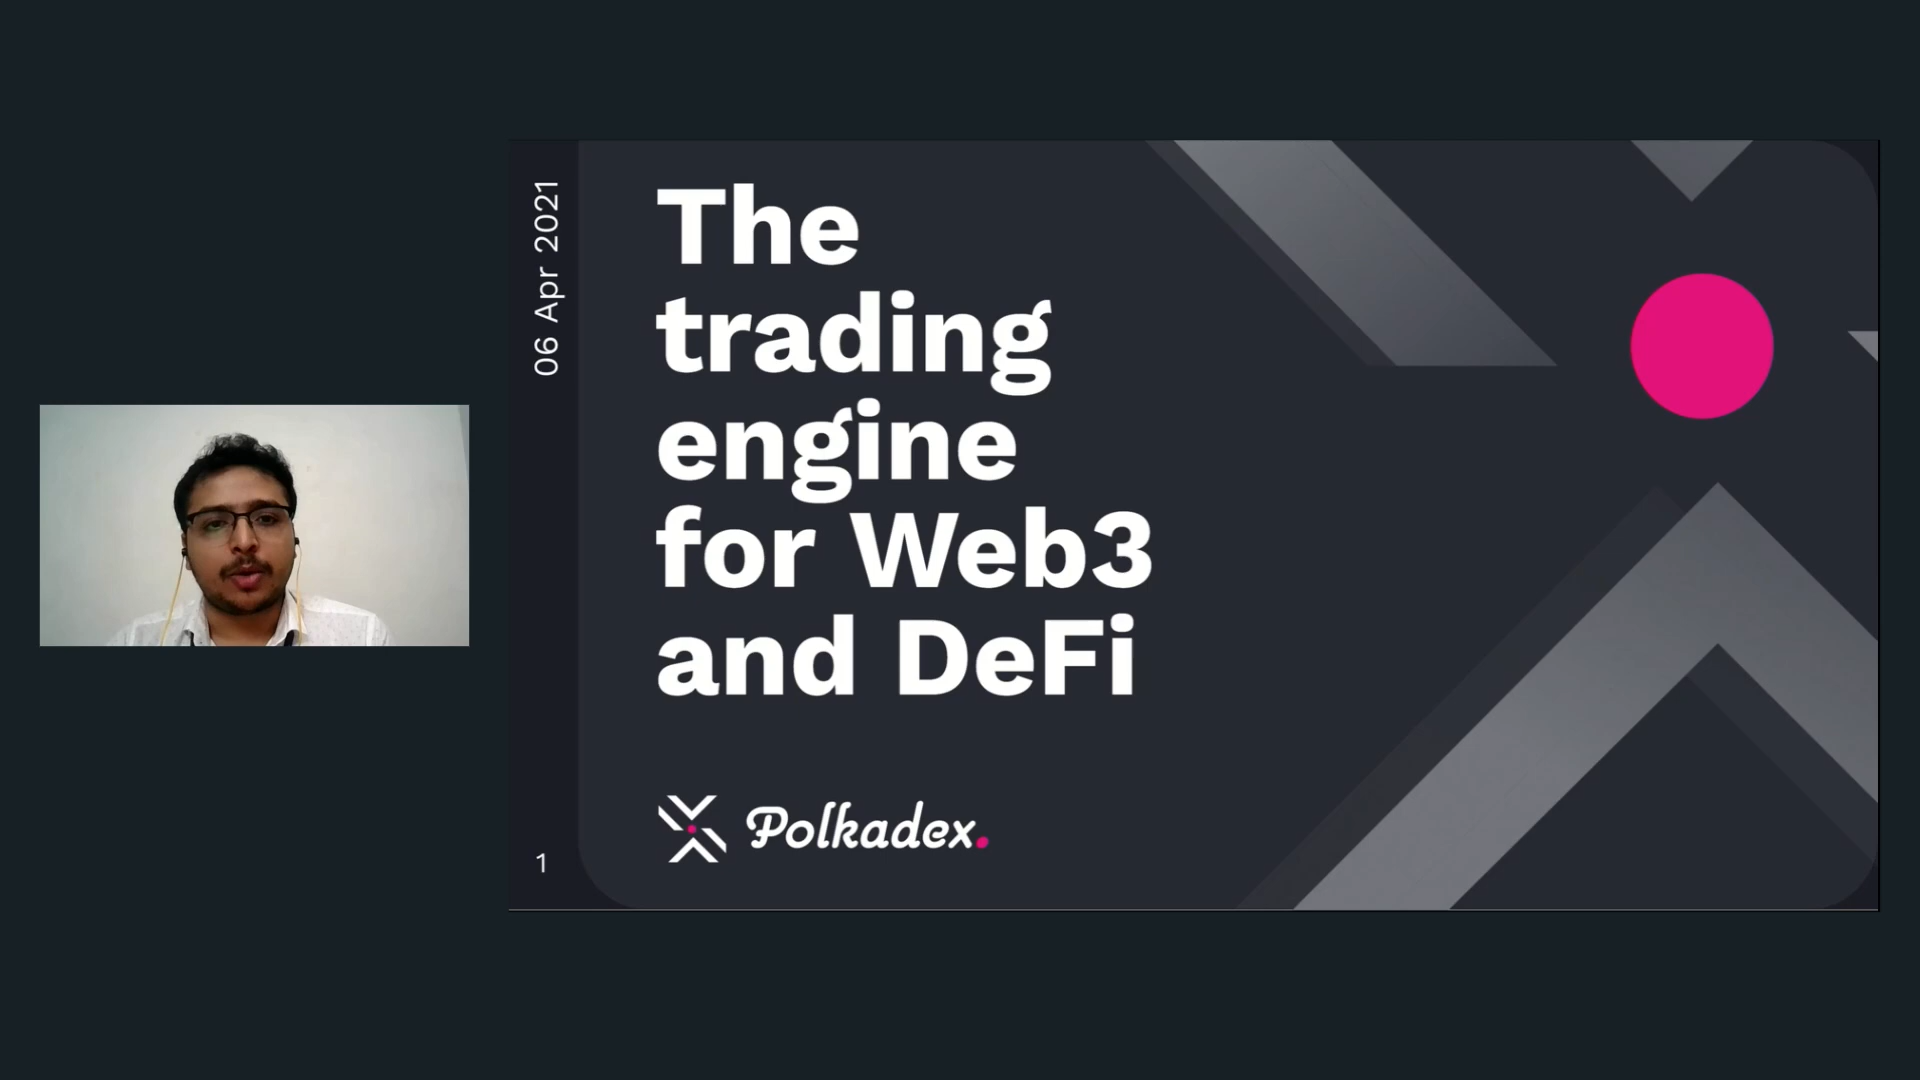 06 Apr 2021
The
trading
engine
for Web3
and DeFi
Polkadex.
1